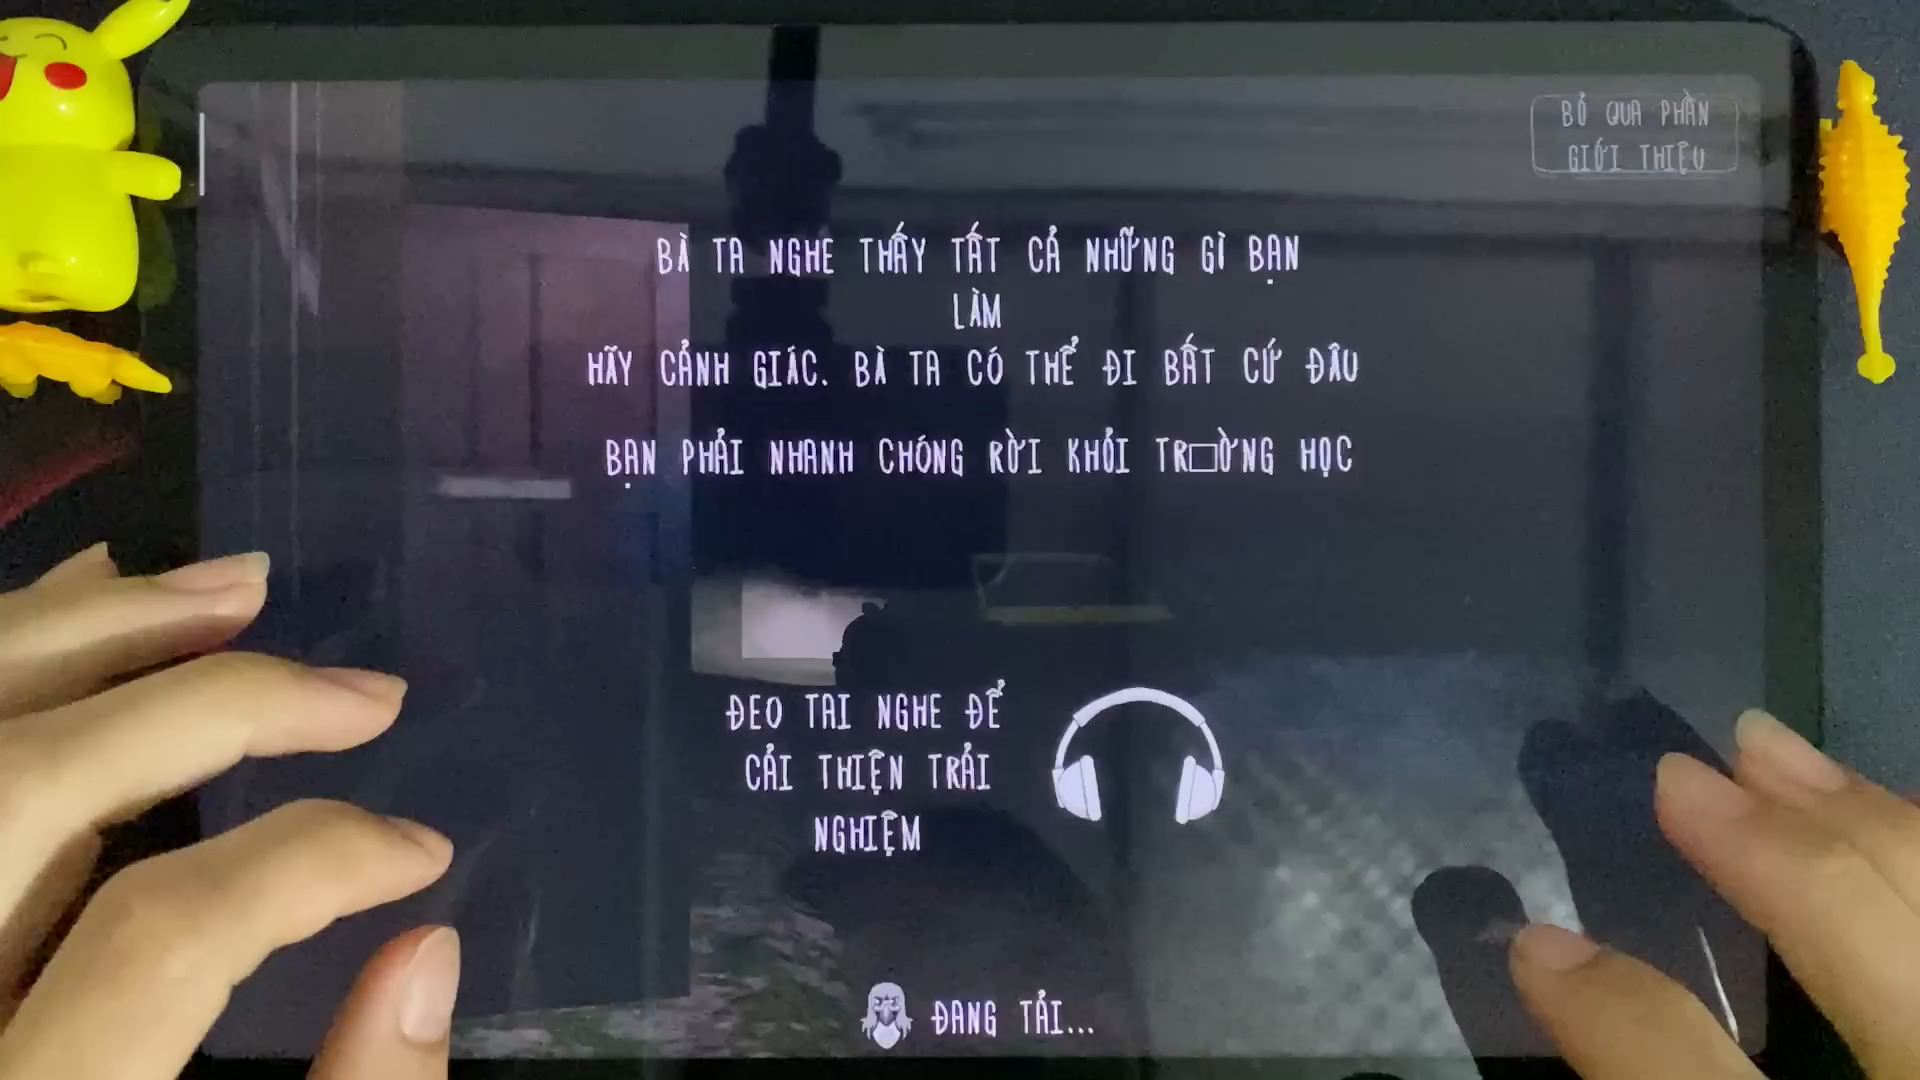 BỎ QUA PHẦN
GIỚI THIỆU
BÀ TA NGHE THẤY TẤT CẢ NHỮNG GÌ BẠN
LÀM
HÃY CẢNH GIÁC. BÀ TA CÓ THỂ ĐI BẤT CỨ ĐÂU
BẠN PHẢI NHANH CHÓNG RỜI KHỎI TR□ỜNG HỌC
ĐEO TAI NGHE ĐỂ
CẢI THIỆN TRẢI
NGHIỆM
ĐANG TẢI...